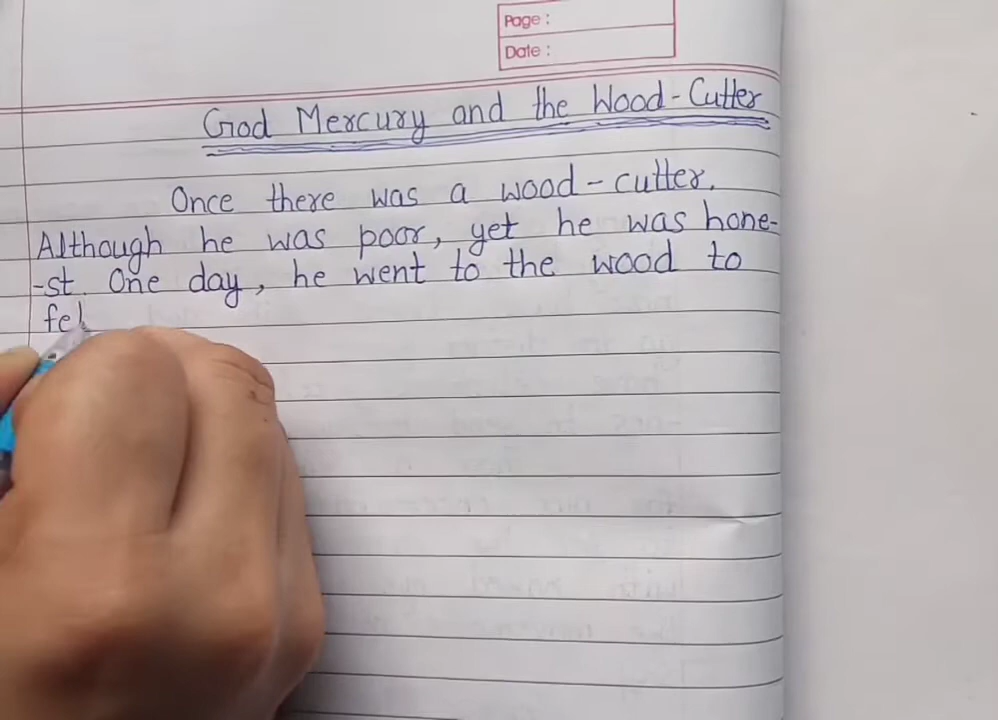 Page :
Date :
God Mercury and the Wood-Cutter
Once there was a wood-cutter.
Although he was poor, yet he was hone-
-st. One day, he went to the wood to
fel